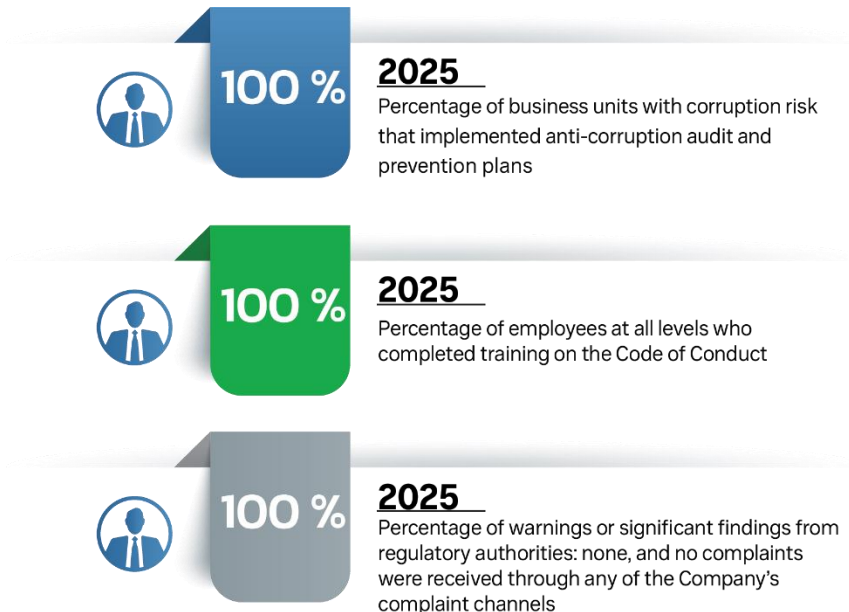 100 %
2025
Percentage of business units with corruption risk
that implemented anti-corruption audit and
prevention plans
100 %
2025
Percentage of employees at all levels who
completed training on the Code of Conduct
100 %
2025
Percentage of warnings or significant findings from
regulatory authorities: none, and no complaints
were received through any of the Company's
complaint channels